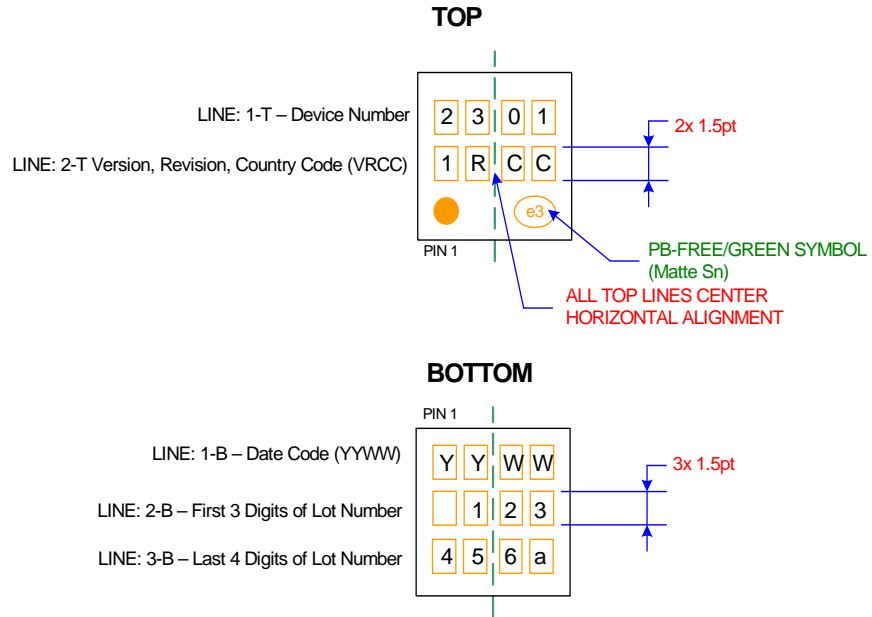 TOP
LINE: 1-T – Device Number
2 3 0 1
2x 1.5pt
LINE: 2-T Version, Revision, Country Code (VRCC)
1 R C C
e3
PIN 1
PB-FREE/GREEN SYMBOL
(Matte Sn)
ALL TOP LINES CENTER
HORIZONTAL ALIGNMENT
BOTTOM
PIN 1
LINE: 1-B – Date Code (YYWW)
Y Y W W
3x 1.5pt
LINE: 2-B – First 3 Digits of Lot Number
1 2 3
LINE: 3-B – Last 4 Digits of Lot Number
4 5 6 a